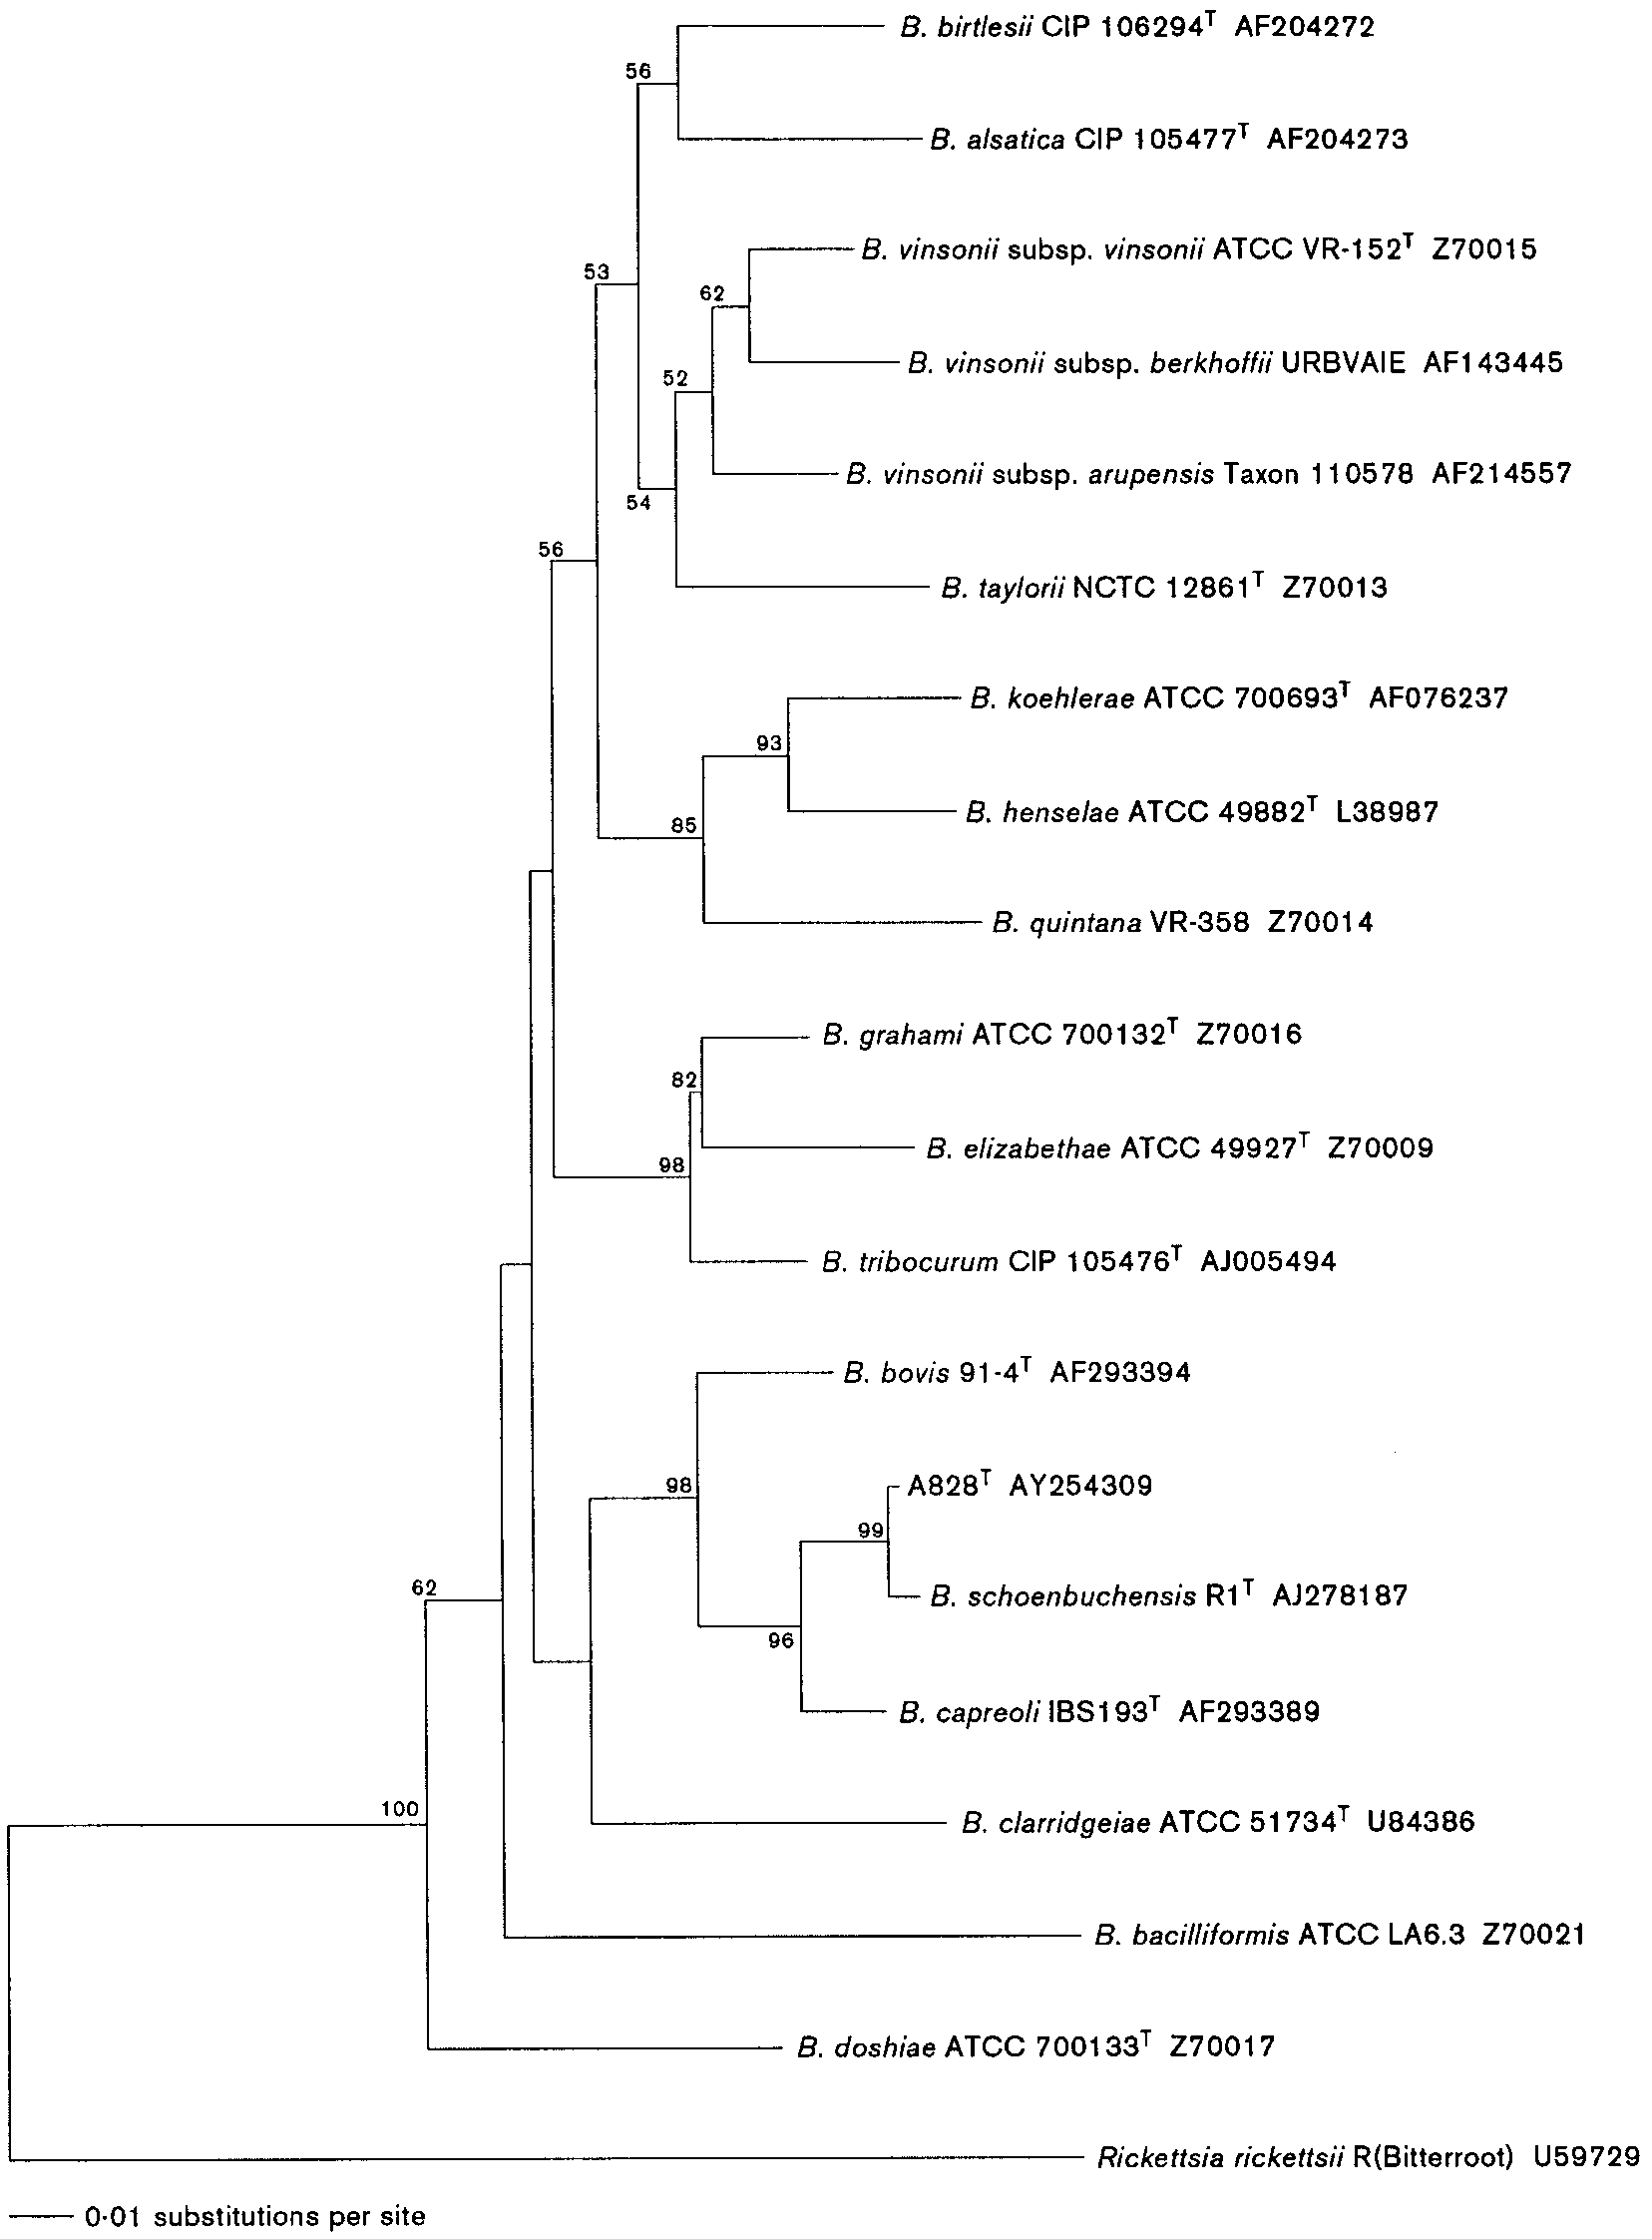 B. birtlesii CIP 106294ᵀ AF204272
56
B. alsatica CIP 105477ᵀ AF204273
B. vinsonii subsp. vinsonii ATCC VR-152ᵀ Z70015
53
62
B. vinsonii subsp. berkhoffii URBVAIE AF143445
52
B. vinsonii subsp. arupensis Taxon 110578 AF214557
54
56
B. taylorii NCTC 12861ᵀ Z70013
B. koehlerae ATCC 700693ᵀ AF076237
93
B. henselae ATCC 49882ᵀ L38987
85
B. quintana VR-358 Z70014
B. grahami ATCC 700132ᵀ Z70016
82
B. elizabethae ATCC 49927ᵀ Z70009
98
B. tribocurum CIP 105476ᵀ AJ005494
B. bovis 91-4ᵀ AF293394
98
A828ᵀ AY254309
99
62
B. schoenbuchensis R1ᵀ AJ278187
96
B. capreoli IBS193ᵀ AF293389
100
B. clarridgeiae ATCC 51734ᵀ U84386
B. bacilliformis ATCC LA6.3 Z70021
B. doshiae ATCC 700133ᵀ Z70017
Rickettsia rickettsii R(Bitterroot) U59729
0·01 substitutions per site